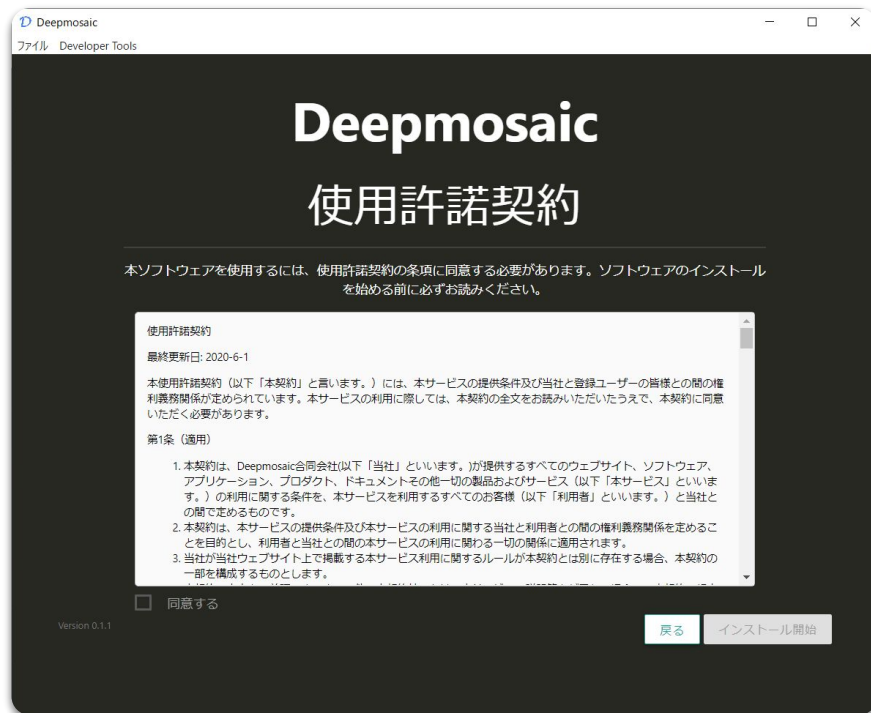 Deepmosaic
ファイル Developer Tools
Deepmosaic
使用許諾契約
本ソフトウェアを使用するには、使用許諾契約の条項に同意する必要があります。ソフトウェアのインストール
を始める前に必ずお読みください。
使用許諾契約
最終更新日: 2020-6-1
本使用許諾契約（以下「本契約」と言います。）には、本サービスの提供条件及び当社と登録ユーザーの皆様との間の権
利義務関係が定められています。本サービスの利用に際しては、本契約の全文をお読みいただいたうえで、本契約に同意
いただく必要があります。
第1条（適用）
1. 本契約は、Deepmosaic合同会社(以下「当社」といいます。)が提供するすべてのウェブサイト、ソフトウェア、
アプリケーション、プロダクト、ドキュメントその他一切の製品およびサービス（以下「本サービス」といいま
す。）の利用に関する条件を、本サービスを利用するすべてのお客様（以下「利用者」といいます。）と当社と
の間で定めるものです。
2. 本契約は、本サービスの提供条件及び本サービスの利用に関する当社と利用者との間の権利義務関係を定めるこ
とを目的とし、利用者と当社との間の本サービスの利用に関わる一切の関係に適用されます。
3. 当社が当社ウェブサイト上で掲載する本サービス利用に関するルールが本契約とは別に存在する場合、本契約の
一部を構成するものとします。
同意する
Version 0.1.1
戻る インストール開始